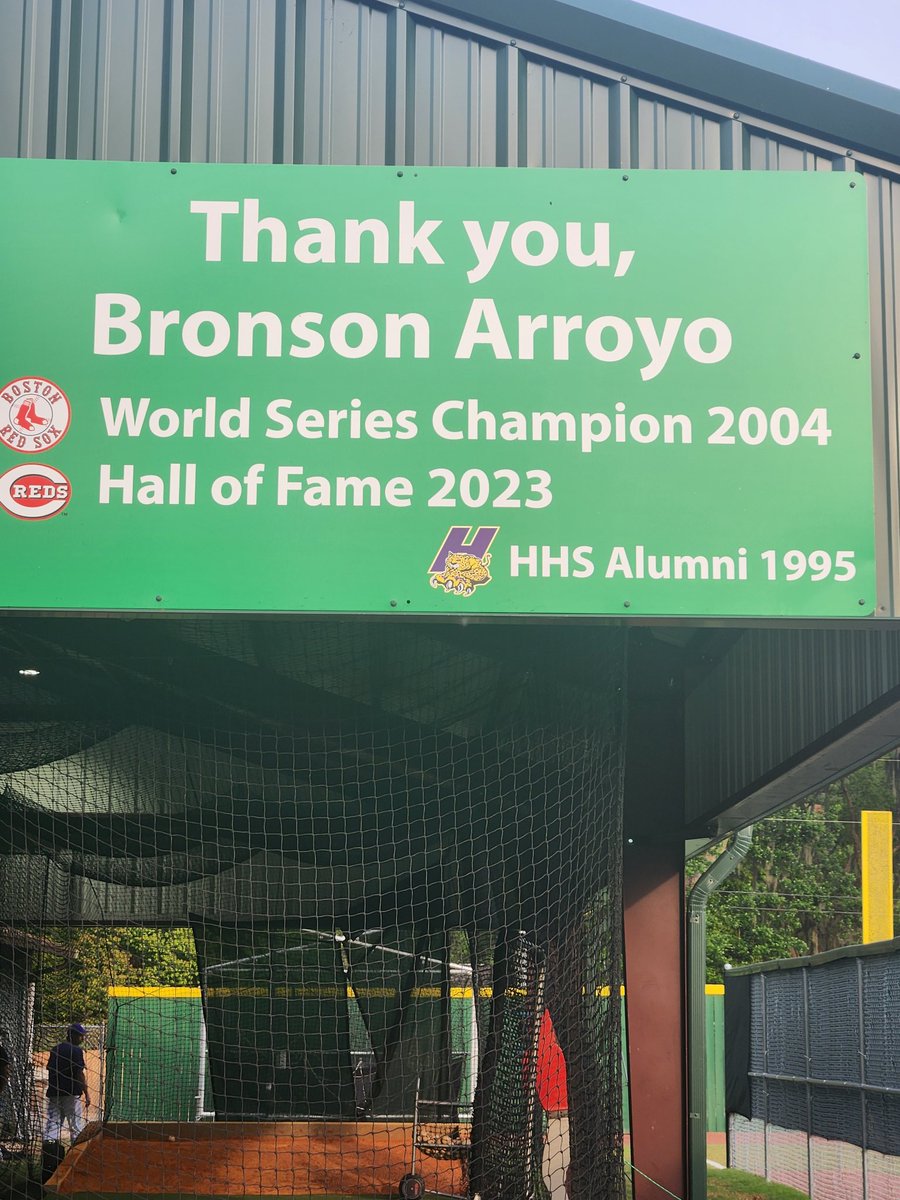 Thank you,
Bronson Arroyo
BOSTON
RED SOX
World Series Champion 2004
REDS
Hall of Fame 2023
H
HHS Alumni 1995